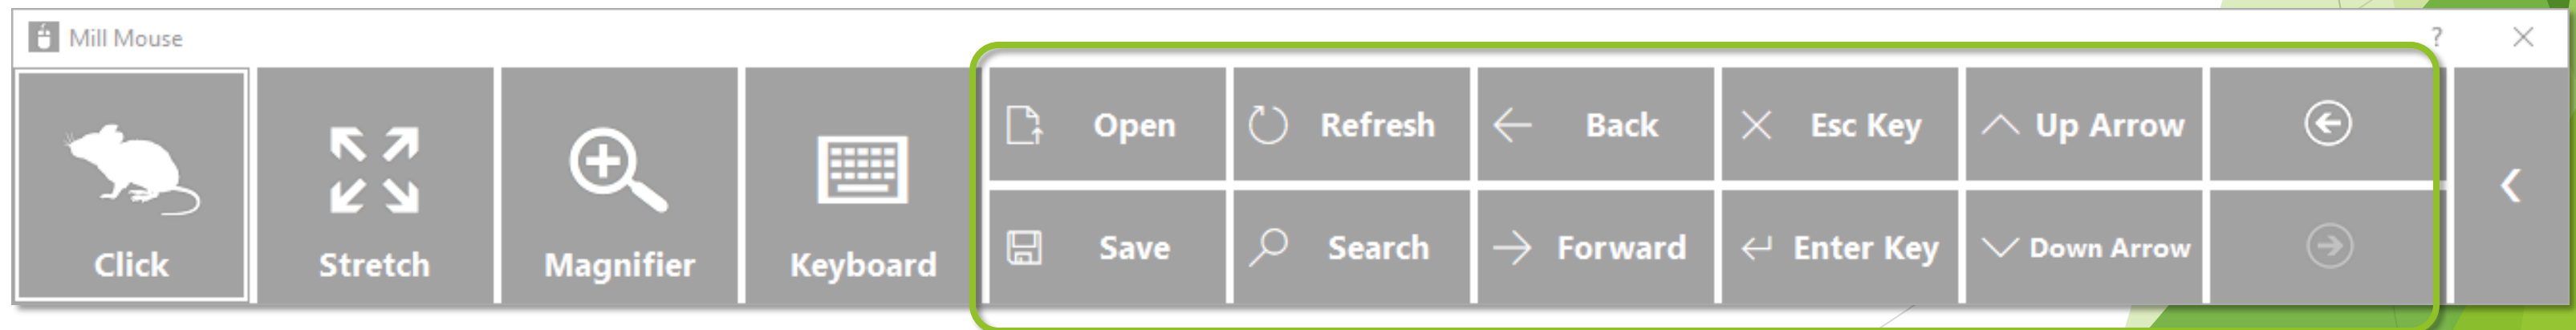 Mill Mouse
?
Click
Stretch
Magnifier
Keyboard
Open
Refresh
Back
Esc Key
Up Arrow
Save
Search
Forward
Enter Key
Down Arrow